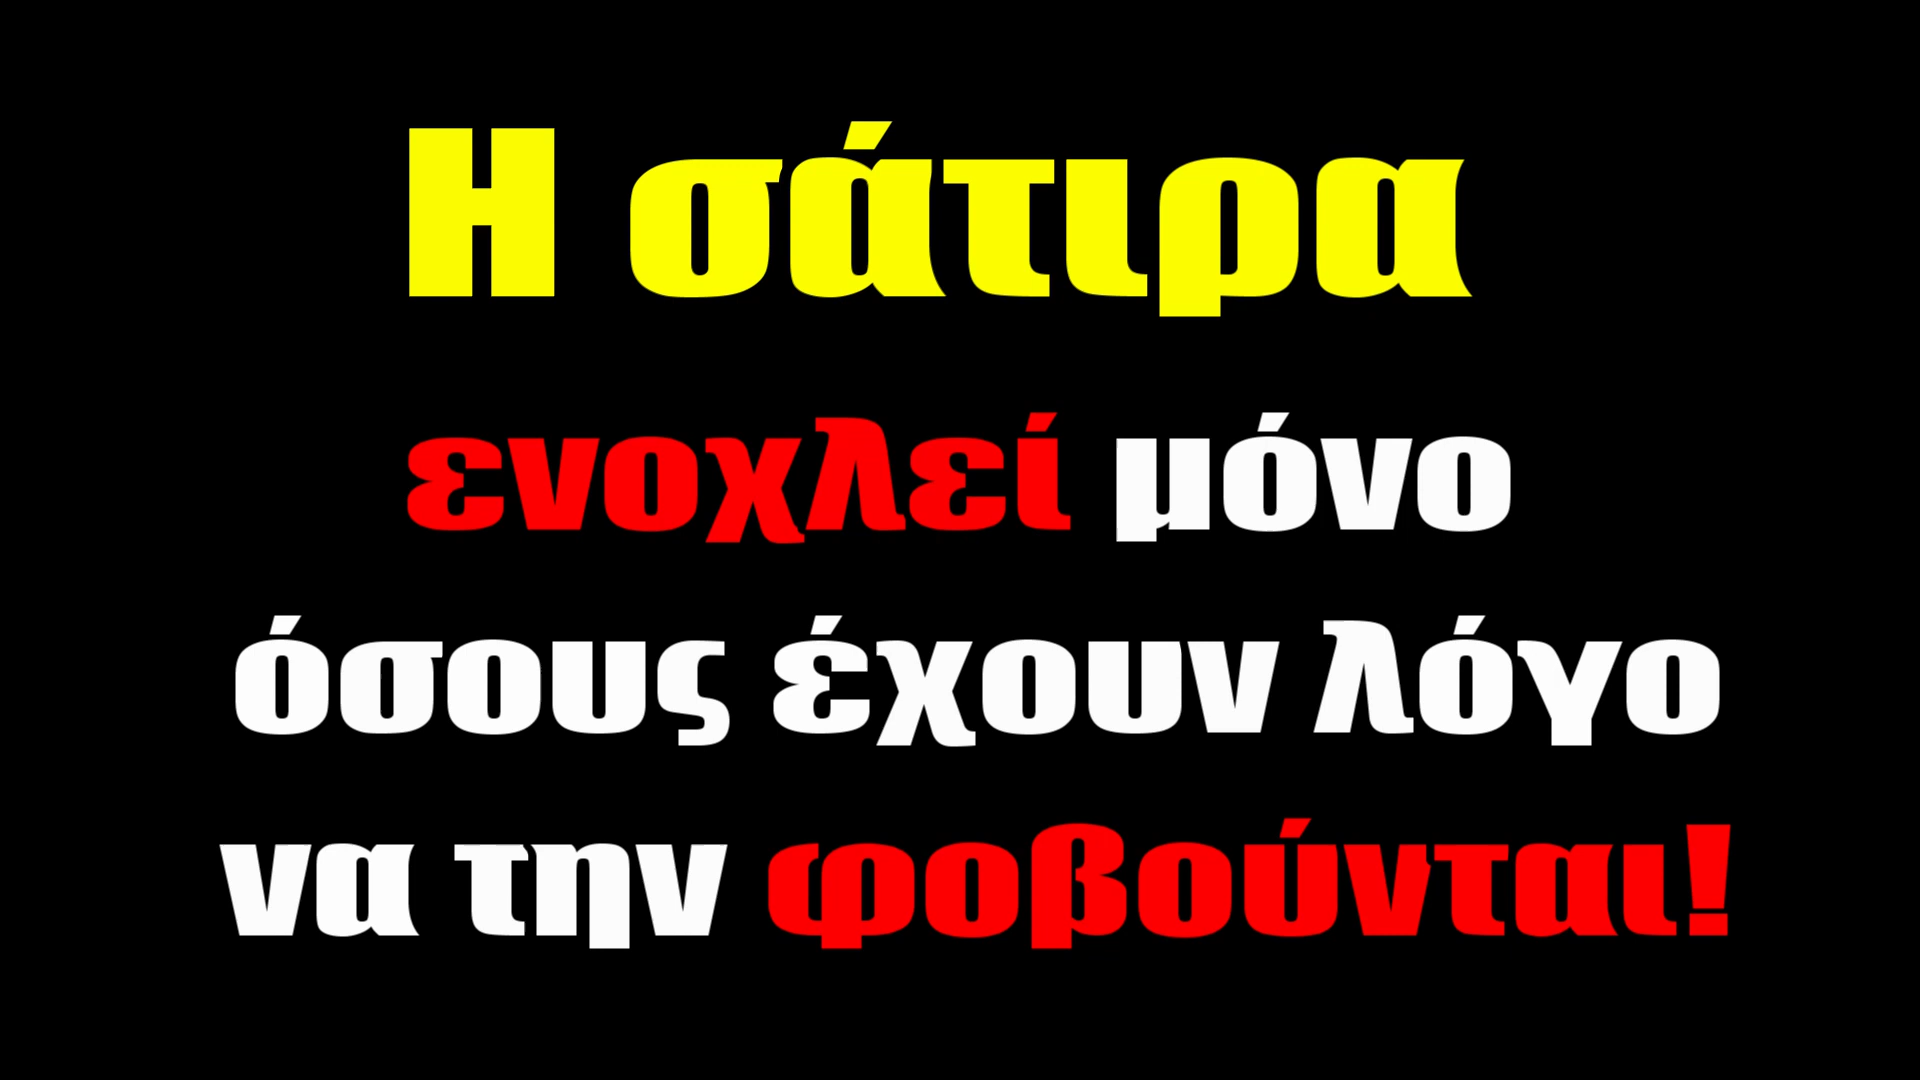 Η σάτιρα
ενοχλεί μόνο
όσους έχουν λόγο
να την φοβούνται!